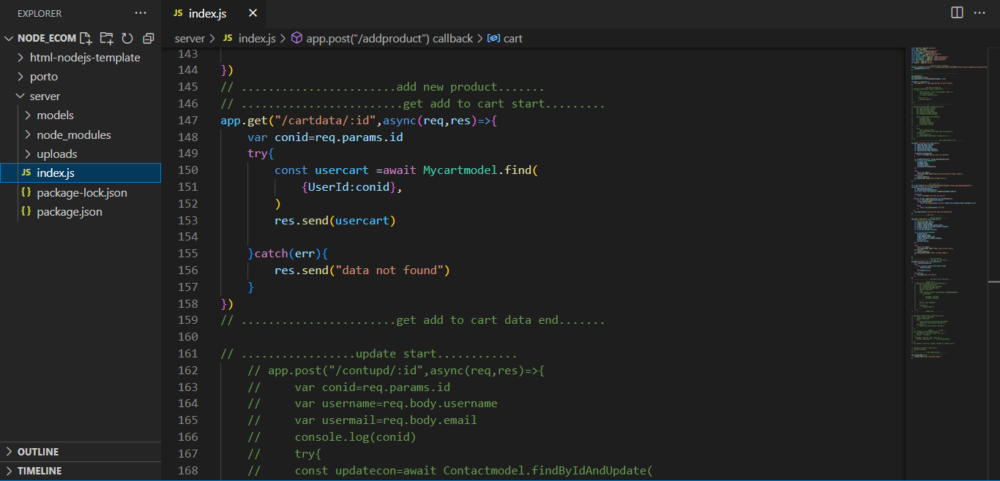 EXPLORER
NODE_ECOM
html-nodejs-template
porto
server
models
node_modules
uploads
JS index.js
{} package-lock.json
{} package.json
OUTLINE
TIMELINE
JS index.js
server > JS index.js > app.post("/addproduct") callback > cart
143
144 })
145 // .......................add new product.......
146 // ........................get add to cart start.........
147 app.get("/cartdata/:id",async(req,res)=>{
148 var conid=req.params.id
149 try{
150 const usercart =await Mycartmodel.find(
151 {UserId:conid},
152 )
153 res.send(usercart)
154
155 }catch(err){
156 res.send("data not found")
157 }
158 })
159 // .......................get add to cart data end.......
160
161 // .................update start............
162 // app.post("/contupd/:id",async(req,res)=>{
163 // var conid=req.params.id
164 // var username=req.body.username
165 // var usermail=req.body.email
166 // console.log(conid)
167 // try{
168 // const updatecon=await Contactmodel.findByIdAndUpdate(